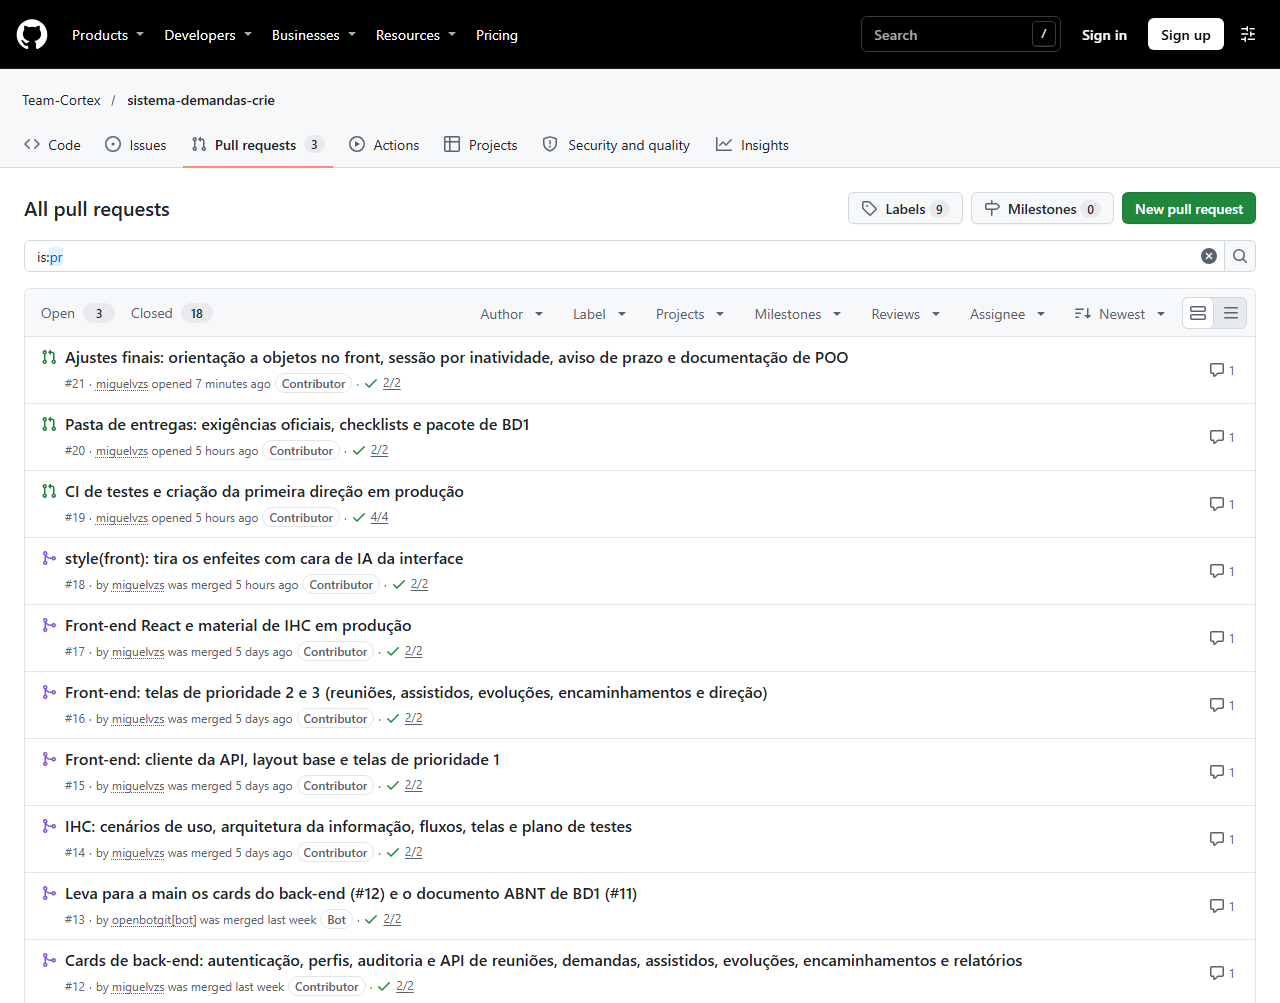 Products Developers Businesses Resources Pricing Search / Sign in Sign up
Team-Cortex / sistema-demandas-crie
Code Issues Pull requests 3 Actions Projects Security and quality Insights
All pull requests Labels 9 Milestones 0 New pull request
is:pr
Open 3 Closed 18 Author Label Projects Milestones Reviews Assignee Newest
Ajustes finais: orientação a objetos no front, sessão por inatividade, aviso de prazo e documentação de POO
#21 · miguelvzs opened 7 minutes ago Contributor · 2/2 1
Pasta de entregas: exigências oficiais, checklists e pacote de BD1
#20 · miguelvzs opened 5 hours ago Contributor · 2/2 1
CI de testes e criação da primeira direção em produção
#19 · miguelvzs opened 5 hours ago Contributor · 4/4 1
style(front): tira os enfeites com cara de IA da interface
#18 · by miguelvzs was merged 5 hours ago Contributor · 2/2 1
Front-end React e material de IHC em produção
#17 · by miguelvzs was merged 5 days ago Contributor · 2/2 1
Front-end: telas de prioridade 2 e 3 (reuniões, assistidos, evoluções, encaminhamentos e direção)
#16 · by miguelvzs was merged 5 days ago Contributor · 2/2 1
Front-end: cliente da API, layout base e telas de prioridade 1
#15 · by miguelvzs was merged 5 days ago Contributor · 2/2 1
IHC: cenários de uso, arquitetura da informação, fluxos, telas e plano de testes
#14 · by miguelvzs was merged 5 days ago Contributor · 2/2 1
Leva para a main os cards do back-end (#12) e o documento ABNT de BD1 (#11)
#13 · by openbotgit[bot] was merged last week Bot · 2/2 1
Cards de back-end: autenticação, perfis, auditoria e API de reuniões, demandas, assistidos, evoluções, encaminhamentos e relatórios
#12 · by miguelvzs was merged last week Contributor · 2/2 1